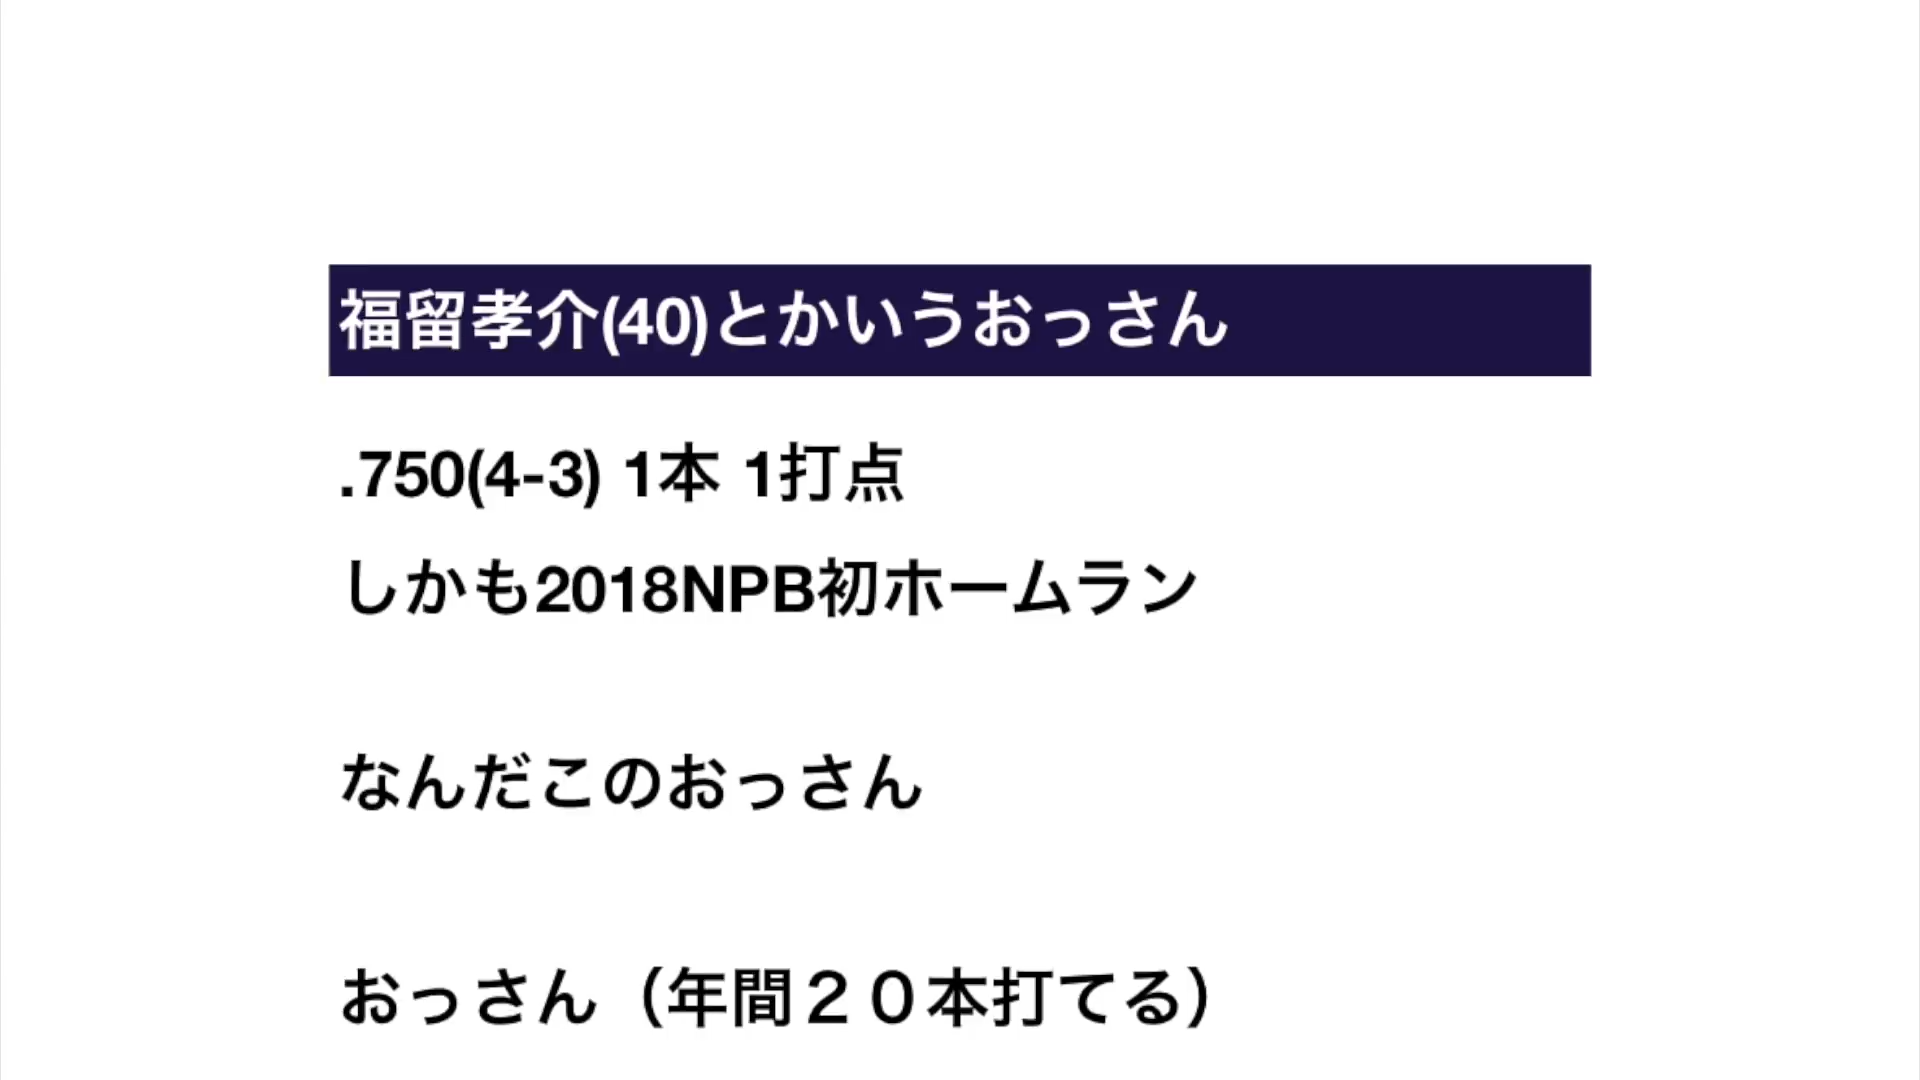 福留孝介(40)とかいうおっさん
.750(4-3) 1本 1打点
しかも2018NPB初ホームラン
なんだこのおっさん
おっさん（年間２０本打てる）